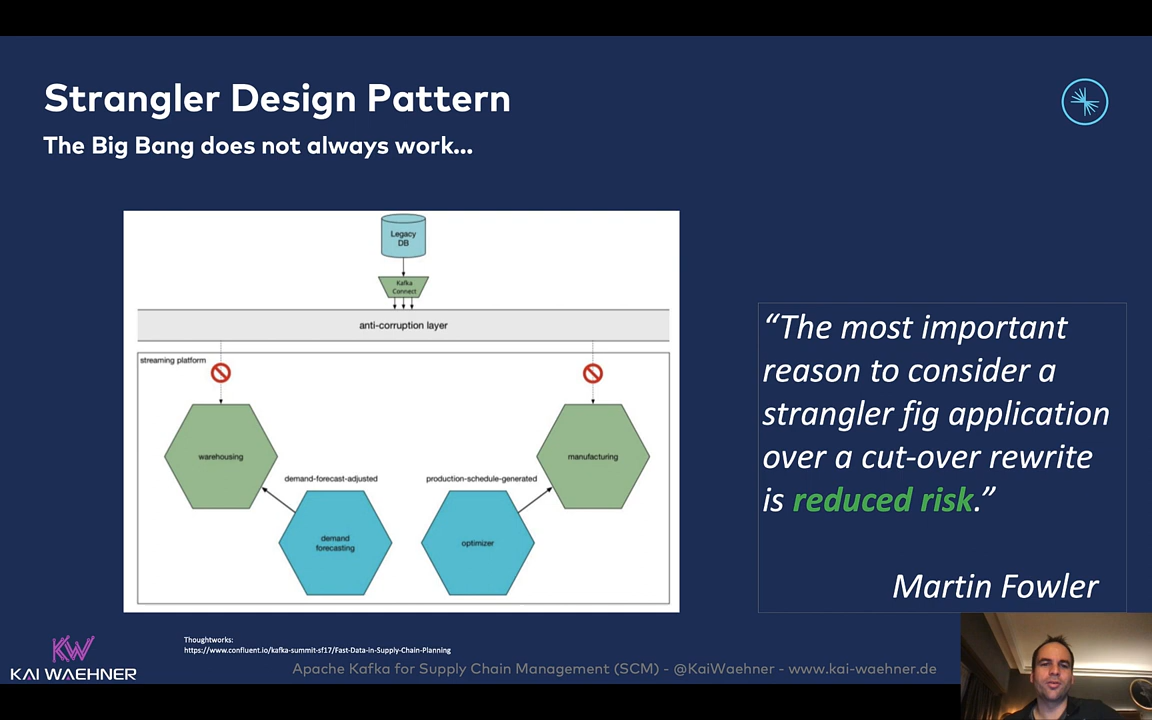 Strangler Design Pattern
The Big Bang does not always work...
Legacy
DB
Kafka
Connect
anti-corruption layer
streaming platform
warehousing
manufacturing
demand-forecast-adjusted
production-schedule-generated
demand
forecasting
optimizer
“The most important
reason to consider a
strangler fig application
over a cut-over rewrite
is reduced risk.”
Martin Fowler
Thoughtworks:
https://www.confluent.io/kafka-summit-sf17/Fast-Data-in-Supply-Chain-Planning
KW
KAI WAEHNER
Apache Kafka for Supply Chain Management (SCM) - @KaiWaehner - www.kai-waehner.de